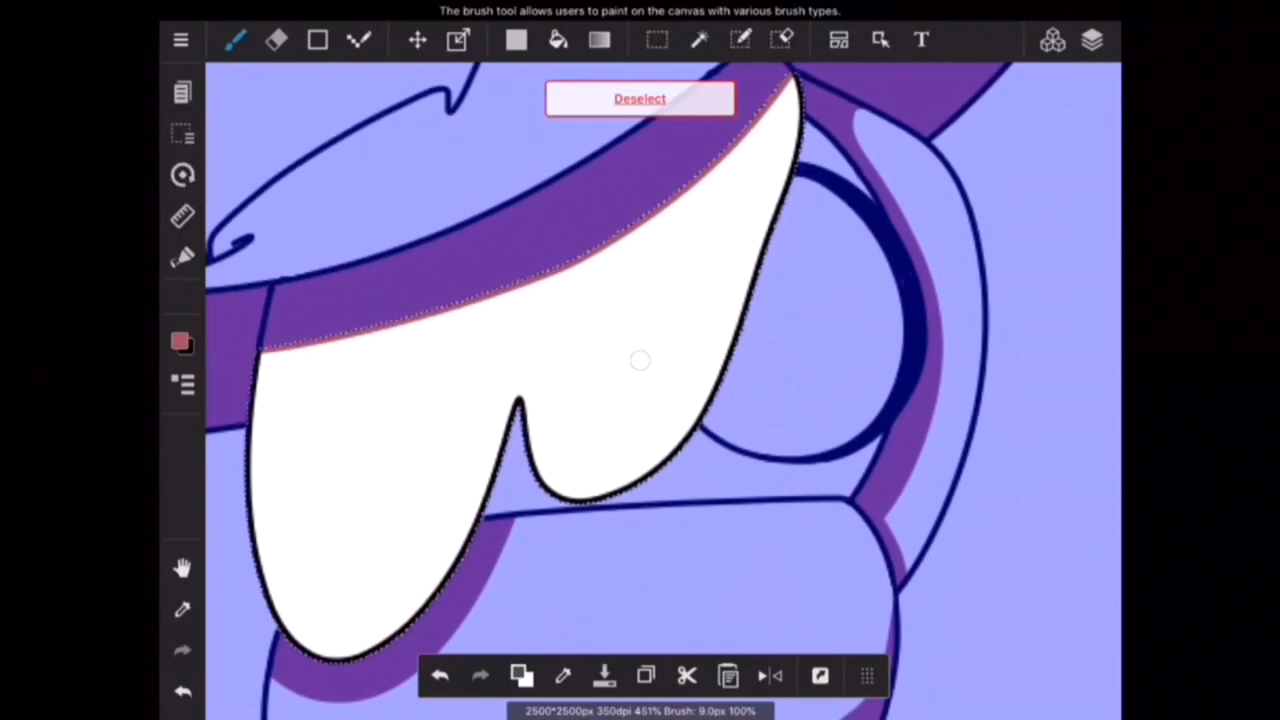 The brush tool allows users to paint on the canvas with various brush types.
T
Deselect
2500*2500px 350dpi 451% Brush: 9.0px 100%